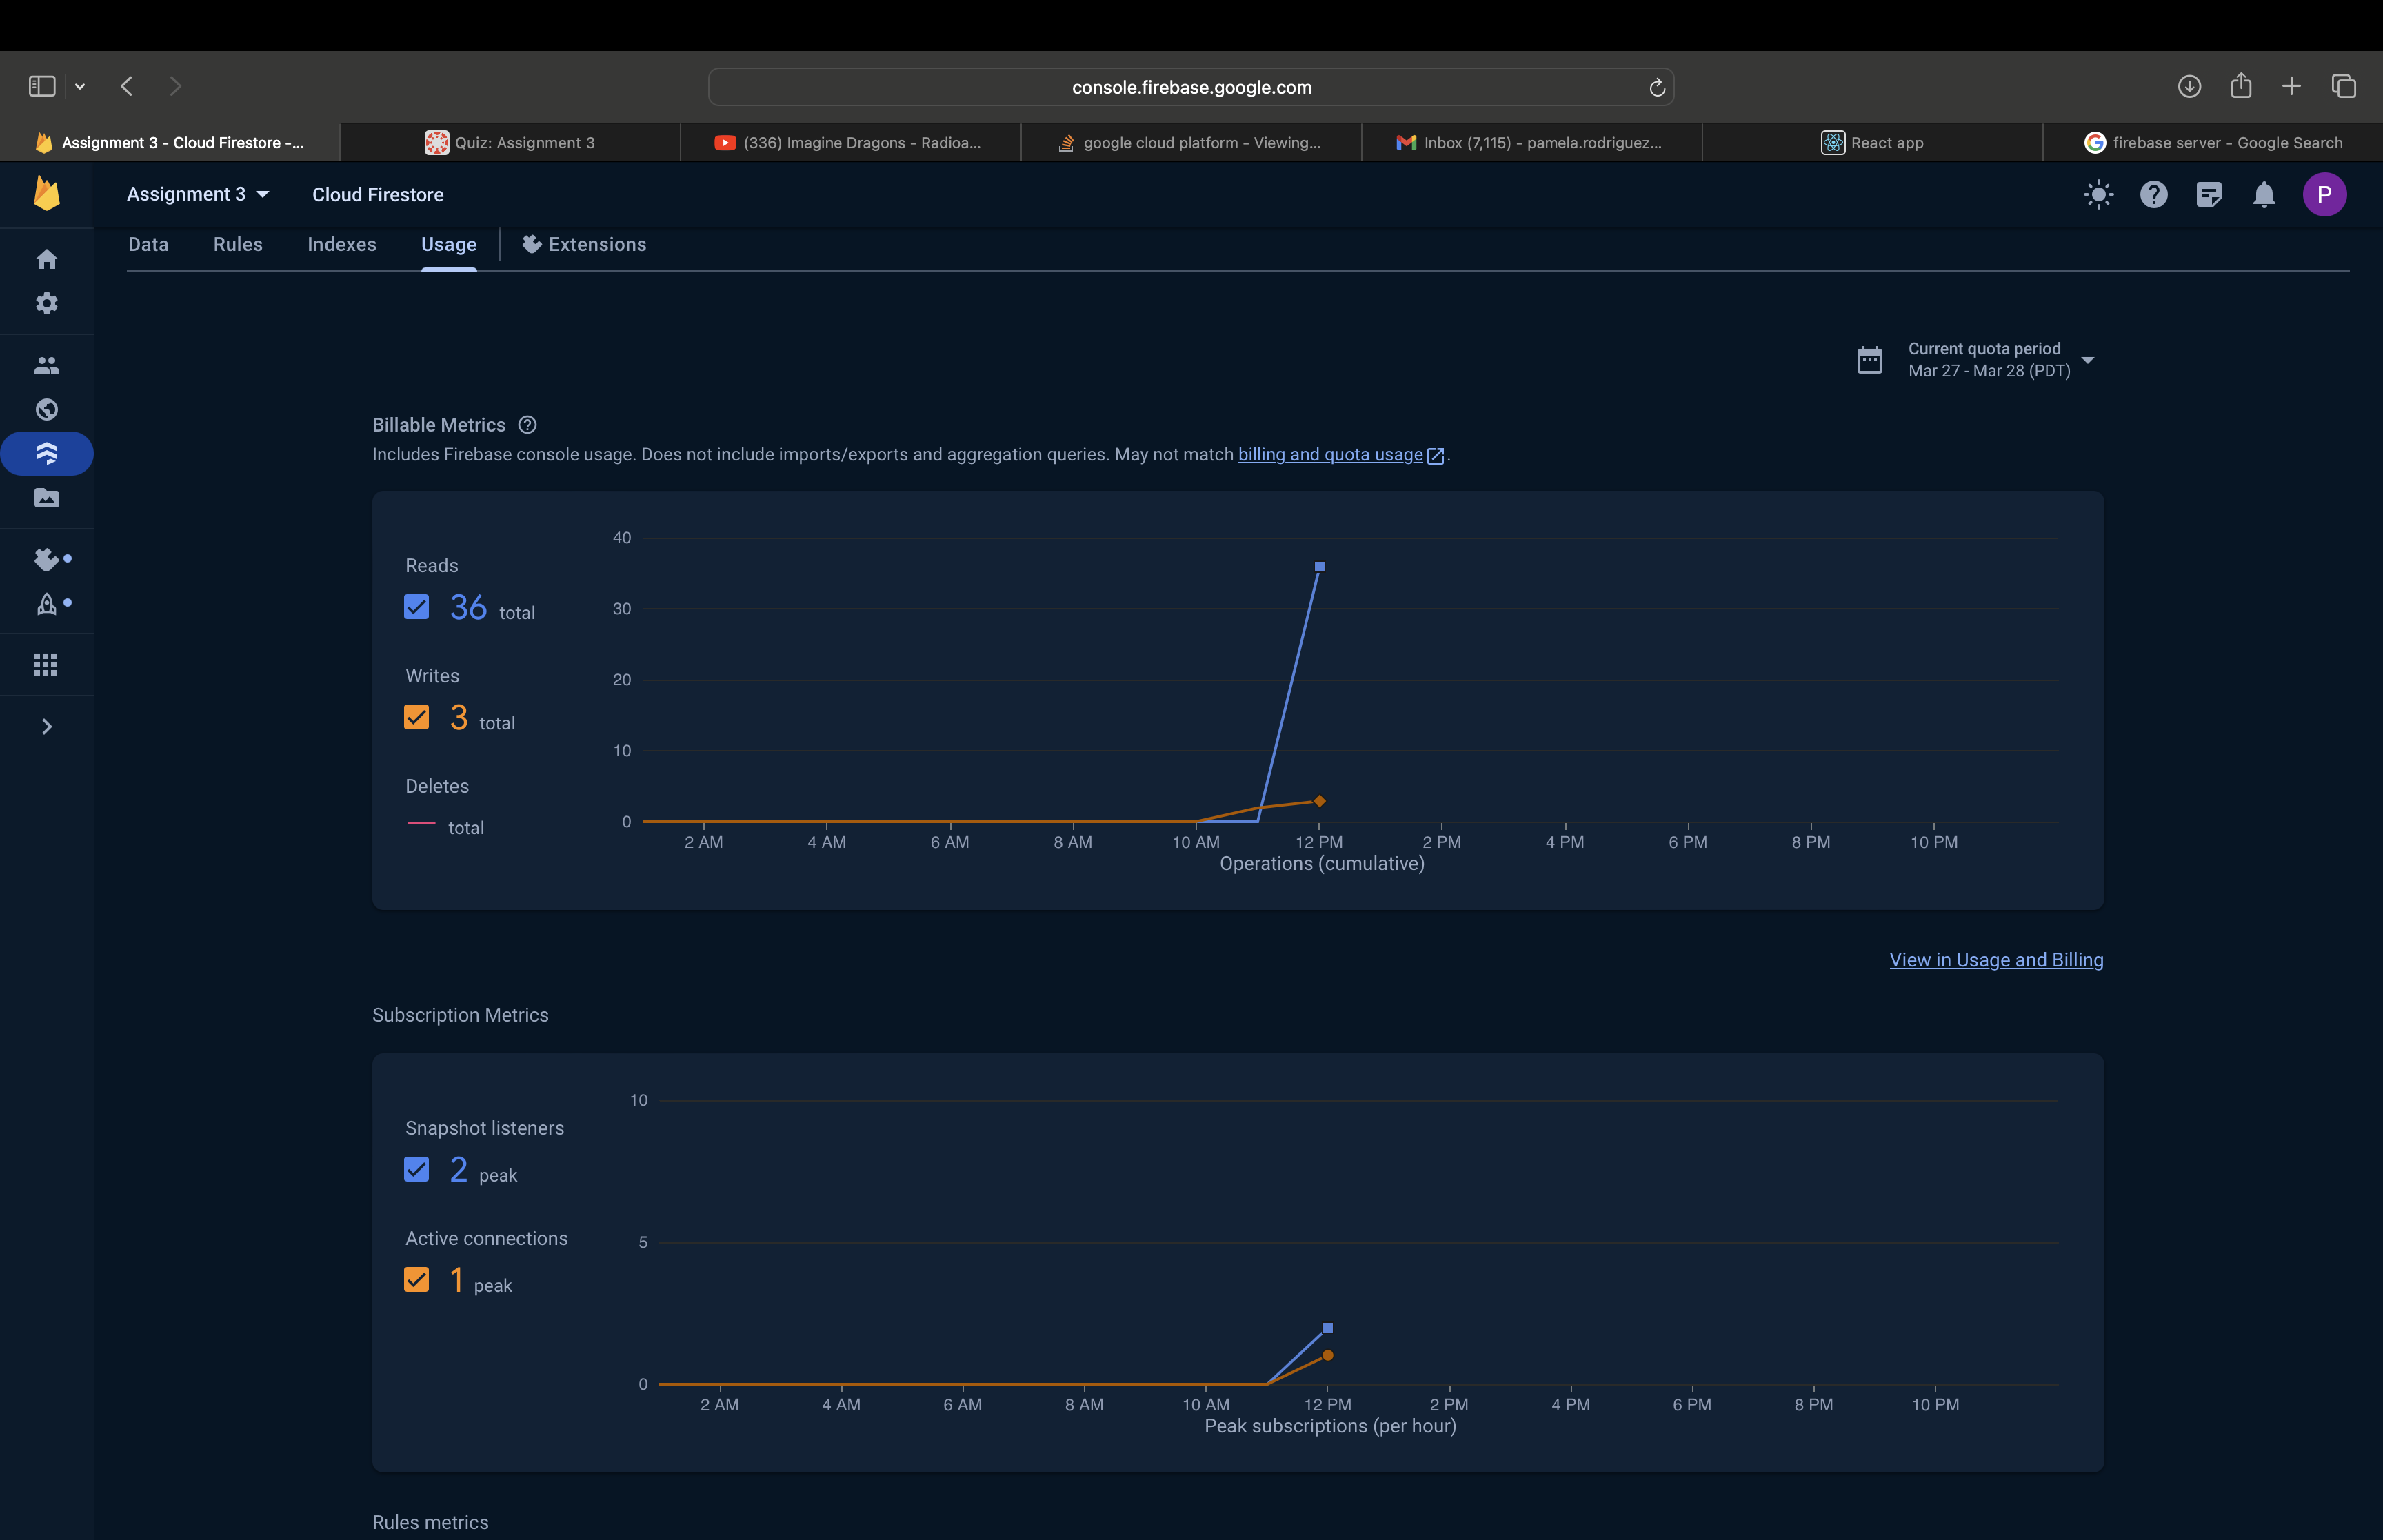 console.firebase.google.com
Assignment 3 - Cloud Firestore -...
Quiz: Assignment 3
(336) Imagine Dragons - Radioa...
google cloud platform - Viewing...
Inbox (7,115) - pamela.rodriguez...
React app
firebase server - Google Search
Assignment 3
Cloud Firestore
P
Data
Rules
Indexes
Usage
Extensions
Current quota period
Mar 27 - Mar 28 (PDT)
Billable Metrics
Includes Firebase console usage. Does not include imports/exports and aggregation queries. May not match billing and quota usage.
Reads
36 total
Writes
3 total
Deletes
— total
40
30
20
10
0
2 AM 4 AM 6 AM 8 AM 10 AM 12 PM 2 PM 4 PM 6 PM 8 PM 10 PM
Operations (cumulative)
View in Usage and Billing
Subscription Metrics
Snapshot listeners
2 peak
Active connections
1 peak
10
5
0
2 AM 4 AM 6 AM 8 AM 10 AM 12 PM 2 PM 4 PM 6 PM 8 PM 10 PM
Peak subscriptions (per hour)
Rules metrics